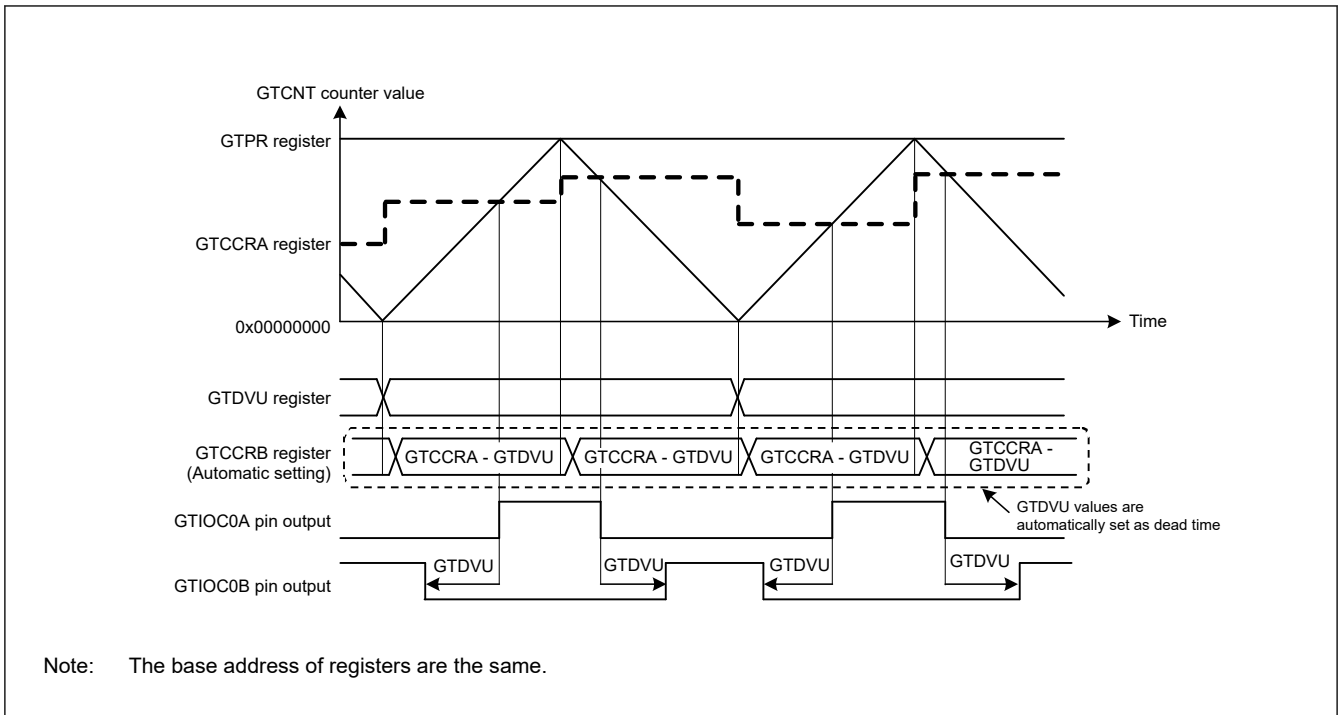 GTCNT counter value
GTPR register
GTCCRA register
0x00000000
Time
GTDVU register
GTCCRB register
(Automatic setting)
GTCCRA - GTDVU
GTCCRA - GTDVU
GTCCRA - GTDVU
GTCCRA -
GTDVU
GTDVU values are
automatically set as dead time
GTIOC0A pin output
GTIOC0B pin output
GTDVU
GTDVU
GTDVU
GTDVU
Note: The base address of registers are the same.